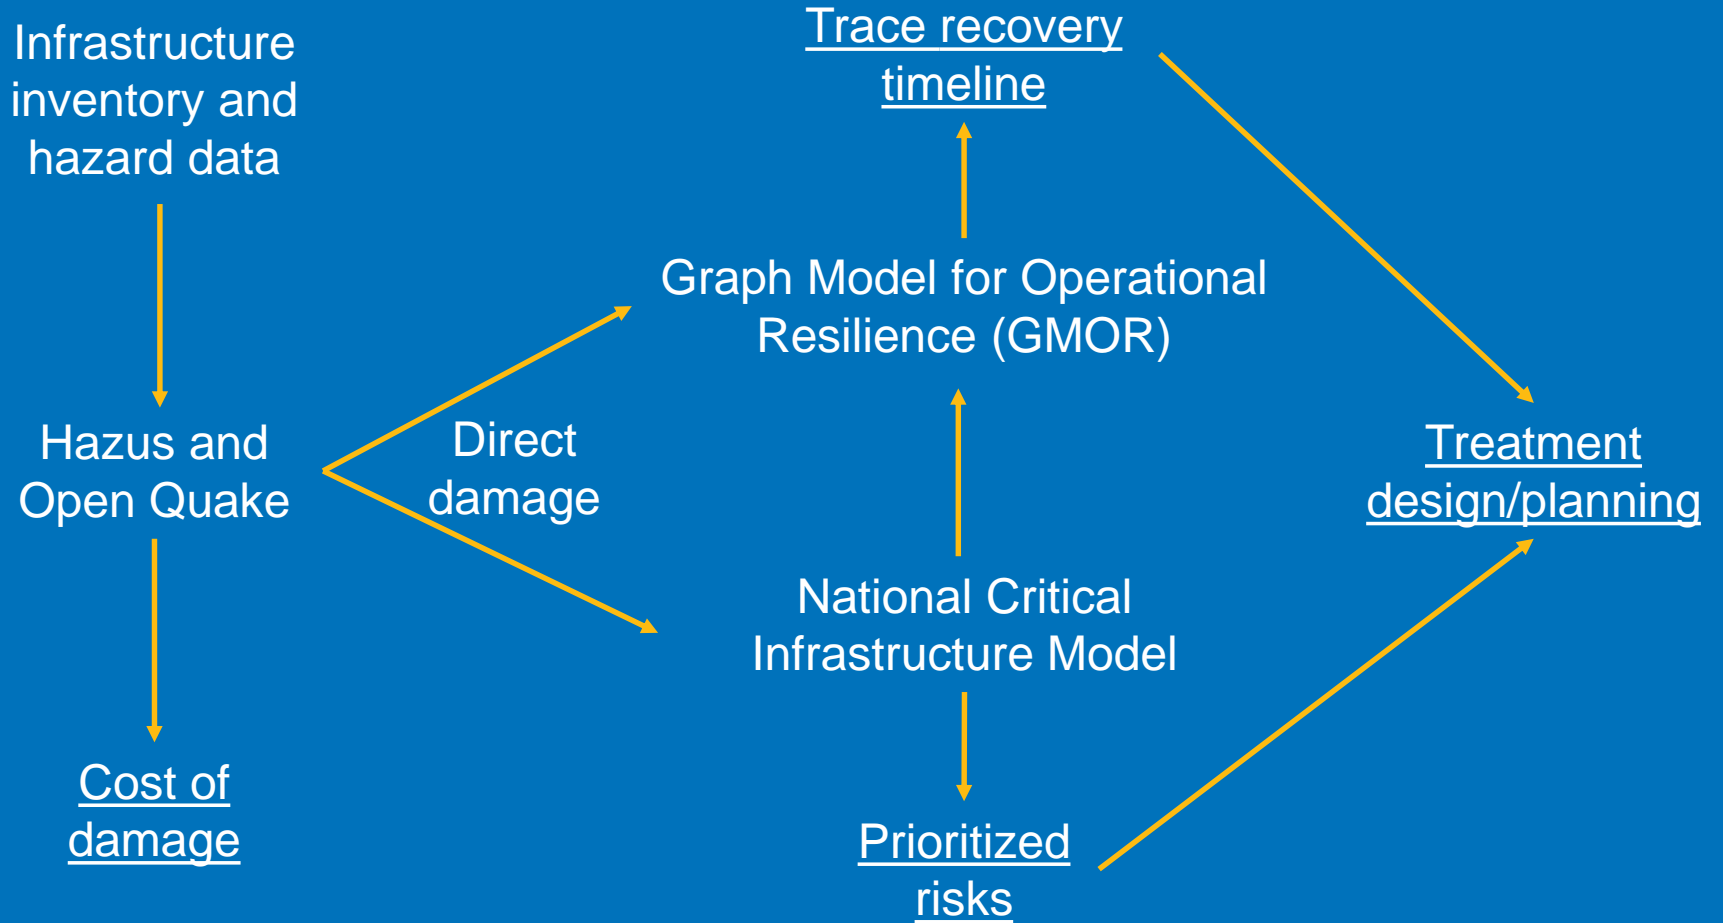 Infrastructure
inventory and
hazard data
Trace recovery
timeline
Graph Model for Operational
Resilience (GMOR)
Hazus and
Open Quake
Direct
damage
Treatment
design/planning
National Critical
Infrastructure Model
Cost of
damage
Prioritized
risks